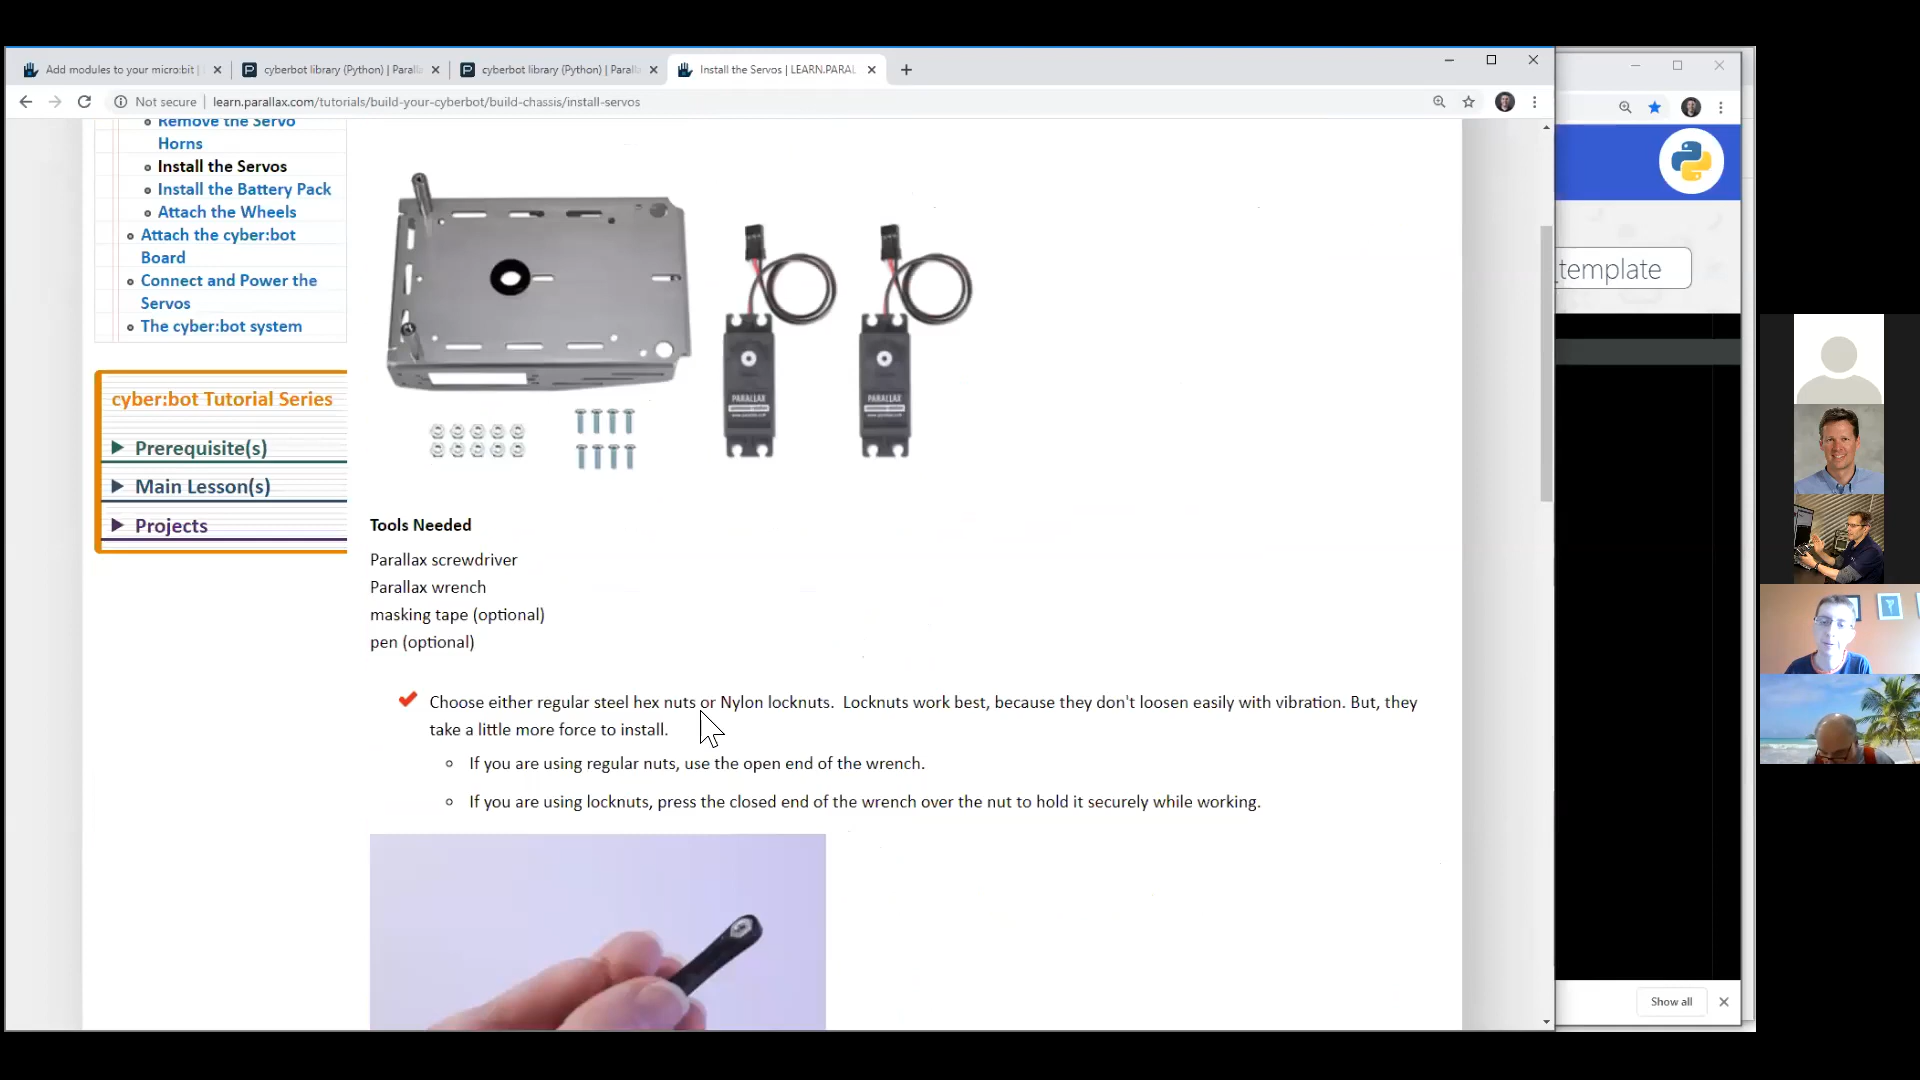 Add modules to your micro:bit |
cyberbot library (Python) | Paralla
cyberbot library (Python) | Paralla
Install the Servos | LEARN.PARAL
Not secure | learn.parallax.com/tutorials/build-your-cyberbot/build-chassis/install-servos
Remove the Servo
Horns
Install the Servos
Install the Battery Pack
Attach the Wheels
Attach the cyber:bot
Board
Connect and Power the
Servos
The cyber:bot system
cyber:bot Tutorial Series
Prerequisite(s)
Main Lesson(s)
Projects
PARALLAX
PARALLAX
Tools Needed
Parallax screwdriver
Parallax wrench
masking tape (optional)
pen (optional)
Choose either regular steel hex nuts or Nylon locknuts.  Locknuts work best, because they don't loosen easily with vibration. But, they
take a little more force to install.
If you are using regular nuts, use the open end of the wrench.
If you are using locknuts, press the closed end of the wrench over the nut to hold it securely while working.
template
Show all